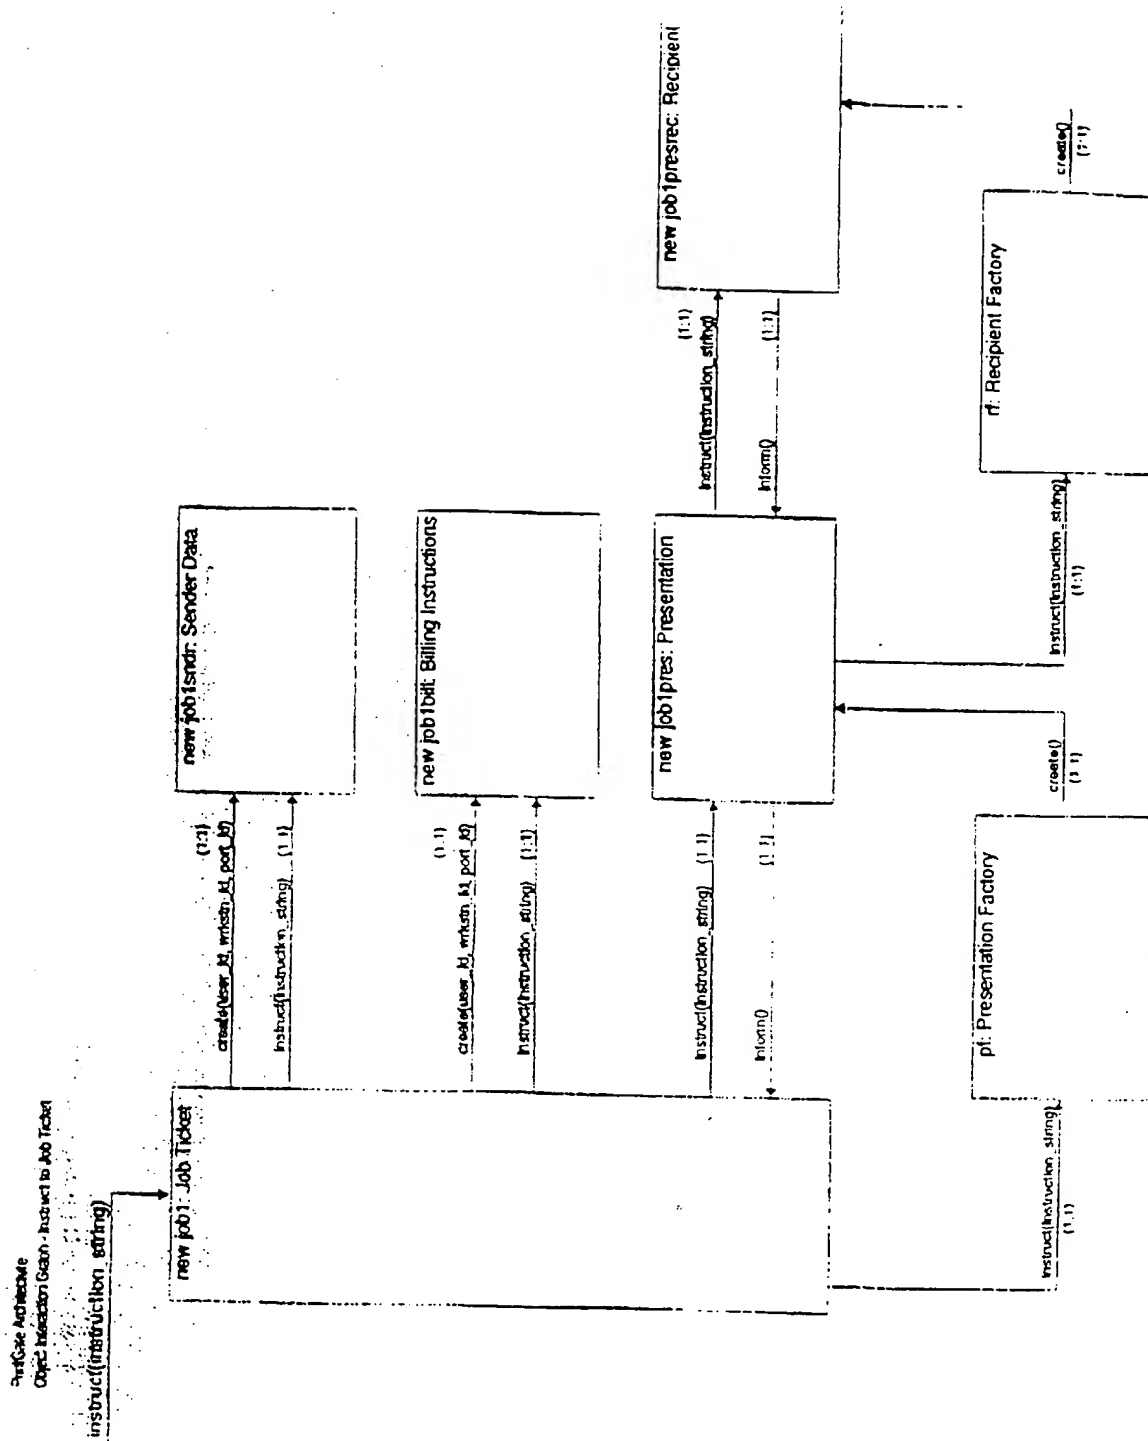 PrintGate Architecture
Object Interaction Graph - Instruct to Job Ticket
instruct((instruction_string)
new job1: Job Ticket
create(user_id, wrkstn_id, port_id)
(1:1)
Instruct(Instruction_string) (1:1)
new job1sndr: Sender Data
create(user_id, wrkstn_id, port_id)
(1:1)
Instruct(Instruction_string) (1:1)
new job1bill: Billing Instructions
Instruct(Instruction_string) (1:1)
Inform() (1:1)
new job1pres: Presentation
Instruct(Instruction_string)
(1:1)
Inform() (1:1)
new job1presrec: Recipient
Instruct(Instruction_string)
(1:1)
pf: Presentation Factory
create()
(1:1)
Instruct(Instruction_string)
(1:1)
rf: Recipient Factory
create()
(1:1)